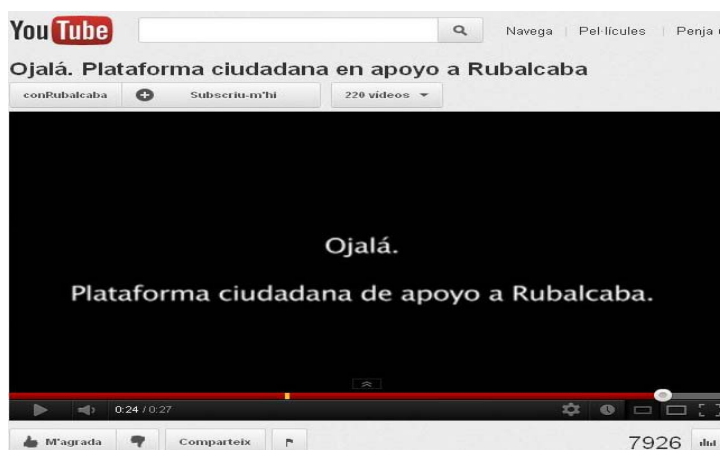 YouTube
Navega Pel·lícules Penja
Ojalá. Plataforma ciudadana en apoyo a Rubalcaba
conRubalcaba Subscriu-m'hi 220 vídeos
Ojalá.
Plataforma ciudadana de apoyo a Rubalcaba.
0:24 / 0:27
M'agrada Comparteix 7926